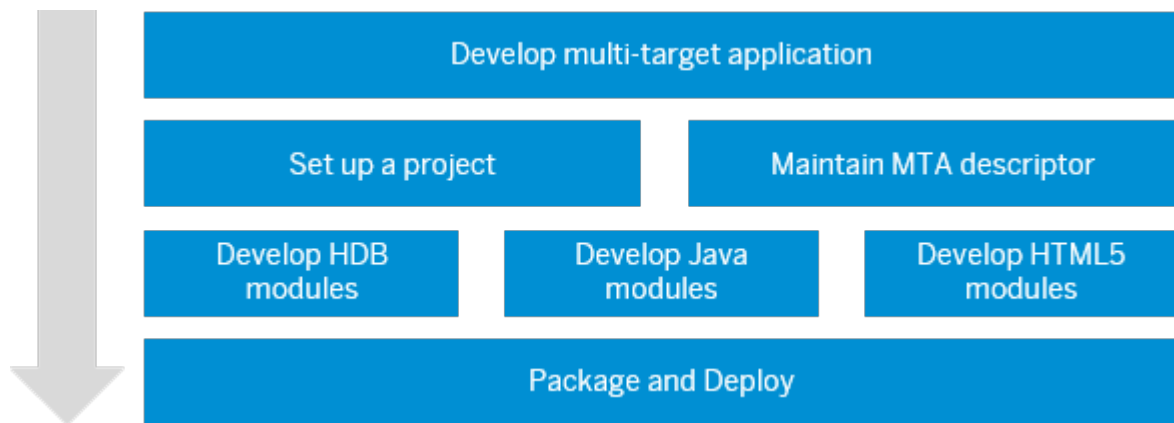 Develop multi-target application
Set up a project
Maintain MTA descriptor
Develop HDB
modules
Develop Java
modules
Develop HTML5
modules
Package and Deploy